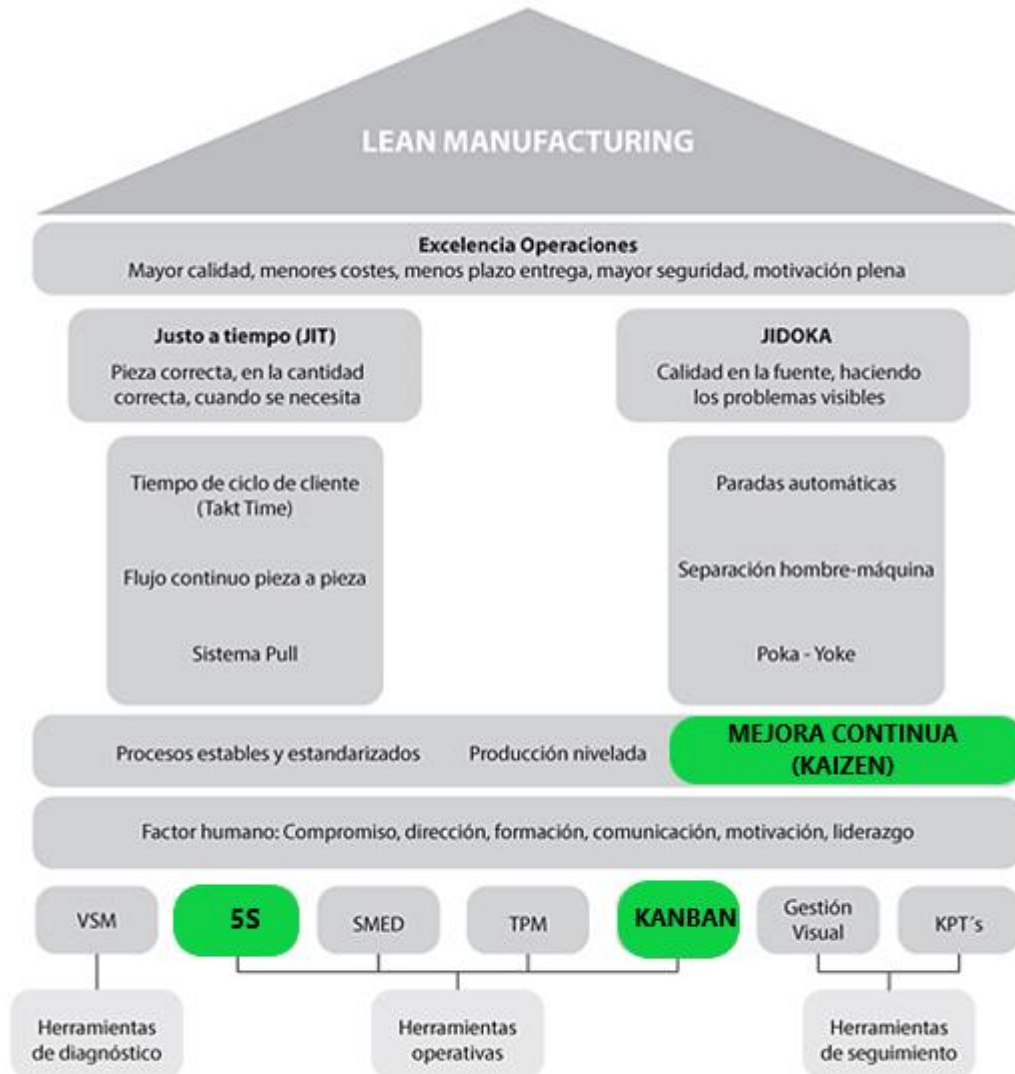 LEAN MANUFACTURING
Excelencia Operaciones
Mayor calidad, menores costes, menos plazo entrega, mayor seguridad, motivación plena
Justo a tiempo (JIT)
Pieza correcta, en la cantidad
correcta, cuando se necesita
JIDOKA
Calidad en la fuente, haciendo
los problemas visibles
Tiempo de ciclo de cliente
(Takt Time)
Flujo continuo pieza a pieza
Sistema Pull
Paradas automáticas
Separación hombre-máquina
Poka - Yoke
Procesos estables y estandarizados
Producción nivelada
MEJORA CONTINUA
(KAIZEN)
Factor humano: Compromiso, dirección, formación, comunicación, motivación, liderazgo
VSM
5S
SMED
TPM
KANBAN
Gestión
Visual
KPT´s
Herramientas
de diagnóstico
Herramientas
operativas
Herramientas
de seguimiento